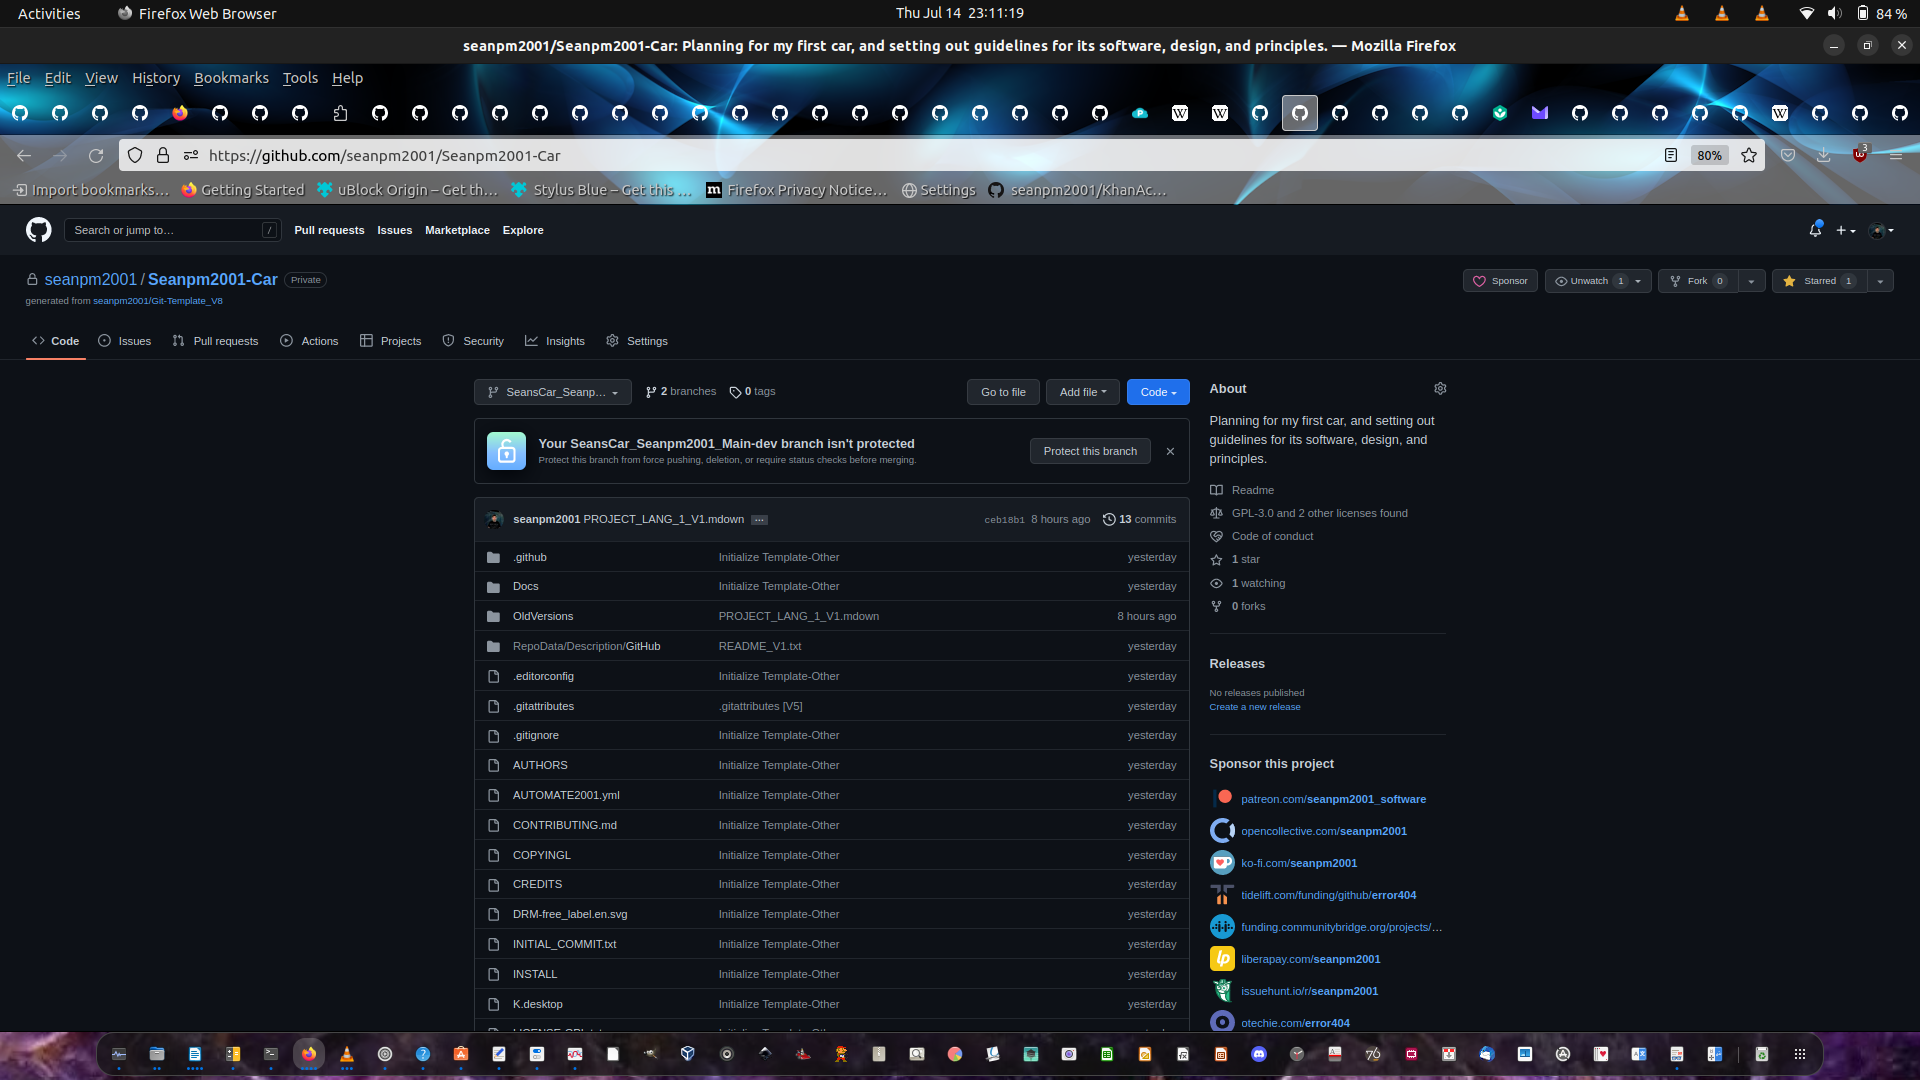 Activities
Firefox Web Browser
Thu Jul 14 23:11:19
84 %
seanpm2001/Seanpm2001-Car: Planning for my first car, and setting out guidelines for its software, design, and principles. — Mozilla Firefox
File Edit View History Bookmarks Tools Help
https://github.com/seanpm2001/Seanpm2001-Car
80%
3
Import bookmarks…
Getting Started
uBlock Origin – Get th…
Stylus Blue – Get this …
Firefox Privacy Notice…
Settings
seanpm2001/KhanAc…
Search or jump to…
/
Pull requests
Issues
Marketplace
Explore
seanpm2001 / Seanpm2001-Car
Private
generated from seanpm2001/Git-Template_V8
Sponsor
Unwatch 1
Fork 0
Starred 1
Code
Issues
Pull requests
Actions
Projects
Security
Insights
Settings
SeansCar_Seanp…
2 branches
0 tags
Go to file
Add file
Code
Your SeansCar_Seanpm2001_Main-dev branch isn't protected
Protect this branch from force pushing, deletion, or require status checks before merging.
Protect this branch
seanpm2001 PROJECT_LANG_1_V1.mdown …
ceb18b1 8 hours ago
13 commits
.github Initialize Template-Other yesterday
Docs Initialize Template-Other yesterday
OldVersions PROJECT_LANG_1_V1.mdown 8 hours ago
RepoData/Description/GitHub README_V1.txt yesterday
.editorconfig Initialize Template-Other yesterday
.gitattributes .gitattributes [V5] yesterday
.gitignore Initialize Template-Other yesterday
AUTHORS Initialize Template-Other yesterday
AUTOMATE2001.yml Initialize Template-Other yesterday
CONTRIBUTING.md Initialize Template-Other yesterday
COPYINGL Initialize Template-Other yesterday
CREDITS Initialize Template-Other yesterday
DRM-free_label.en.svg Initialize Template-Other yesterday
INITIAL_COMMIT.txt Initialize Template-Other yesterday
INSTALL Initialize Template-Other yesterday
K.desktop Initialize Template-Other yesterday
About
Planning for my first car, and setting out
guidelines for its software, design, and
principles.
Readme
GPL-3.0 and 2 other licenses found
Code of conduct
1 star
1 watching
0 forks
Releases
No releases published
Create a new release
Sponsor this project
patreon.com/seanpm2001_software
opencollective.com/seanpm2001
ko-fi.com/seanpm2001
tidelift.com/funding/github/error404
funding.communitybridge.org/projects/…
liberapay.com/seanpm2001
issuehunt.io/r/seanpm2001
otechie.com/error404